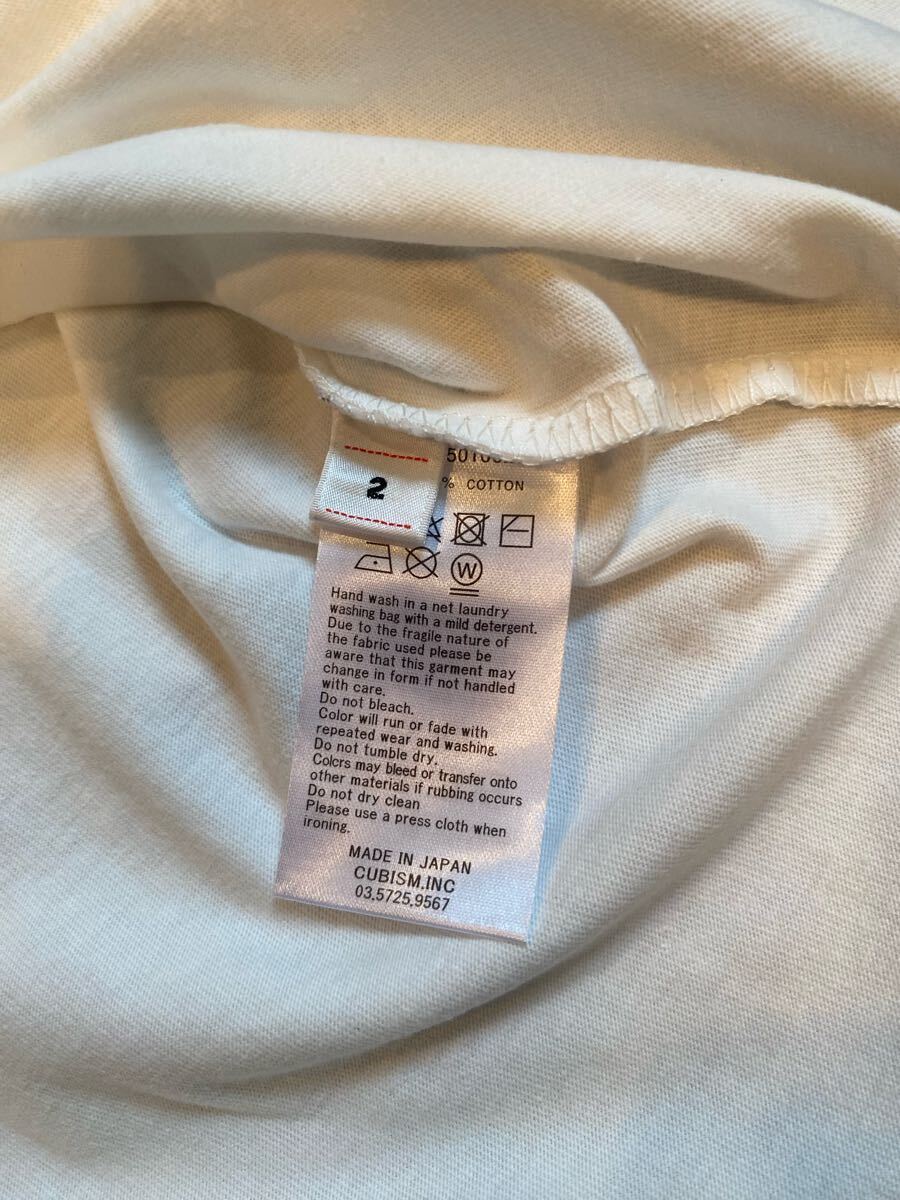 2
% COTTON
W
Hand wash in a net laundry
washing bag with a mild detergent.
Due to the fragile nature of
the fabric used please be
aware that this garment may
change in form if not handled
with care.
Do not bleach.
Color will run or fade with
repeated wear and washing.
Do not tumble dry.
Colcrs may bleed or transfer onto
other materials if rubbing occurs
Do not dry clean
Please use a press cloth when
ironing.
MADE IN JAPAN
CUBISM.INC
03.5725.9567